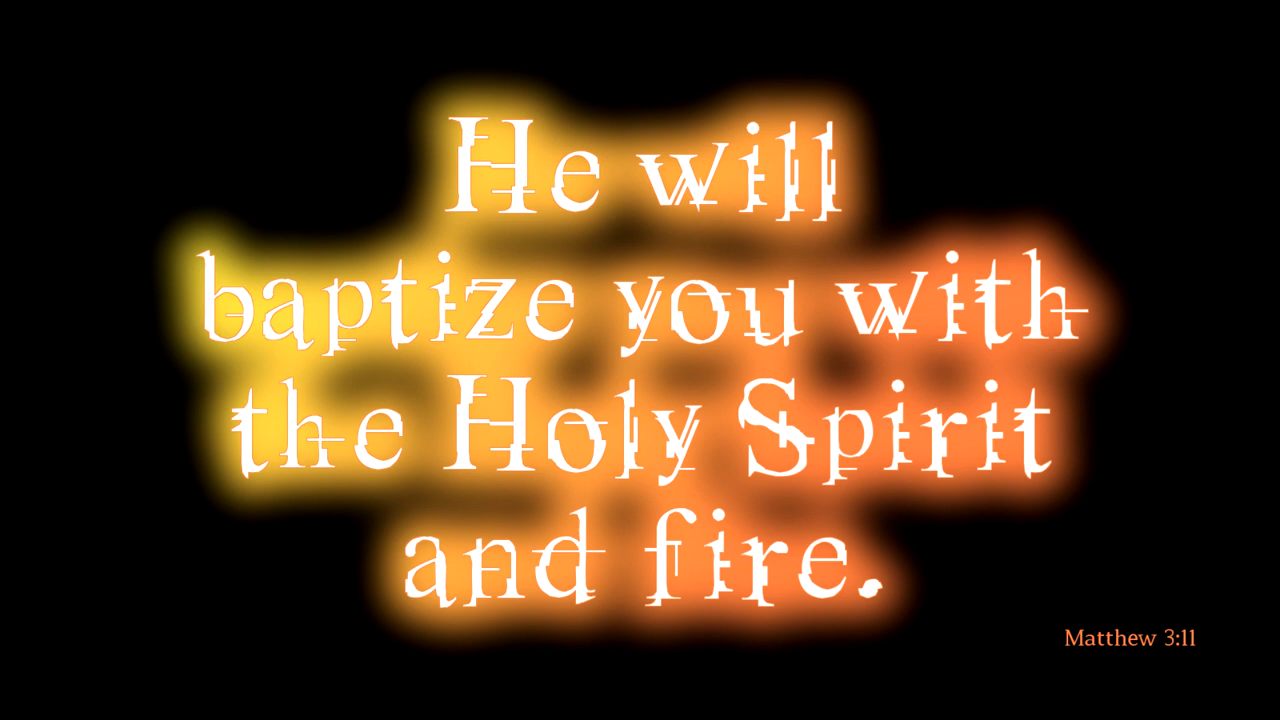 He will
baptize you with
the Holy Spirit
and fire.
Matthew 3:11